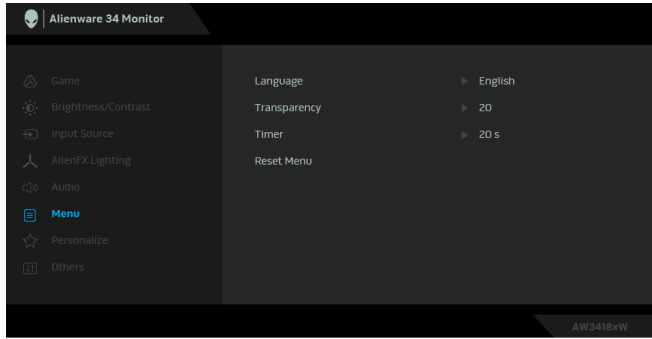 Alienware 34 Monitor
Game
Brightness/Contrast
Input Source
AlienFX Lighting
Audio
Menu
Personalize
Others
Language English
Transparency 20
Timer 20 s
Reset Menu
AW3418xW